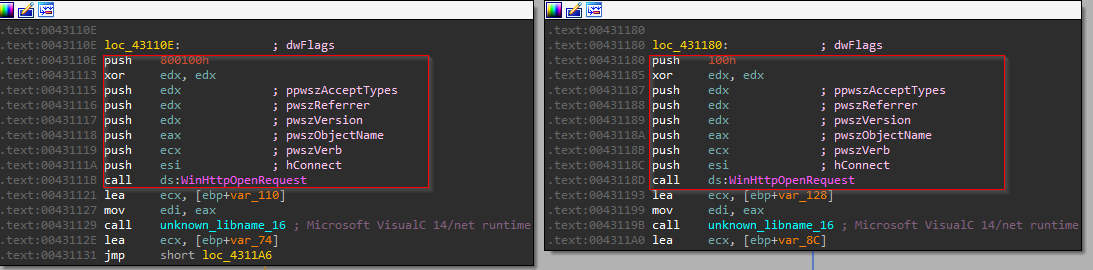 .text:0043110E
.text:0043110E loc_43110E: ; dwFlags
.text:0043110E push 800100h
.text:00431113 xor edx, edx
.text:00431115 push edx ; ppwszAcceptTypes
.text:00431116 push edx ; pwszReferrer
.text:00431117 push edx ; pwszVersion
.text:00431118 push eax ; pwszObjectName
.text:00431119 push ecx ; pwszVerb
.text:0043111A push esi ; hConnect
.text:0043111B call ds:WinHttpOpenRequest
.text:00431121 lea ecx, [ebp+var_110]
.text:00431127 mov edi, eax
.text:00431129 call unknown_libname_16 ; Microsoft VisualC 14/net runtime
.text:0043112E lea ecx, [ebp+var_74]
.text:00431131 jmp short loc_4311A6
.text:00431180
.text:00431180 loc_431180: ; dwFlags
.text:00431180 push 100h
.text:00431185 xor edx, edx
.text:00431187 push edx ; ppwszAcceptTypes
.text:00431188 push edx ; pwszReferrer
.text:00431189 push edx ; pwszVersion
.text:0043118A push eax ; pwszObjectName
.text:0043118B push ecx ; pwszVerb
.text:0043118C push esi ; hConnect
.text:0043118D call ds:WinHttpOpenRequest
.text:00431193 lea ecx, [ebp+var_128]
.text:00431199 mov edi, eax
.text:0043119B call unknown_libname_16 ; Microsoft VisualC 14/net runtime
.text:004311A0 lea ecx, [ebp+var_8C]